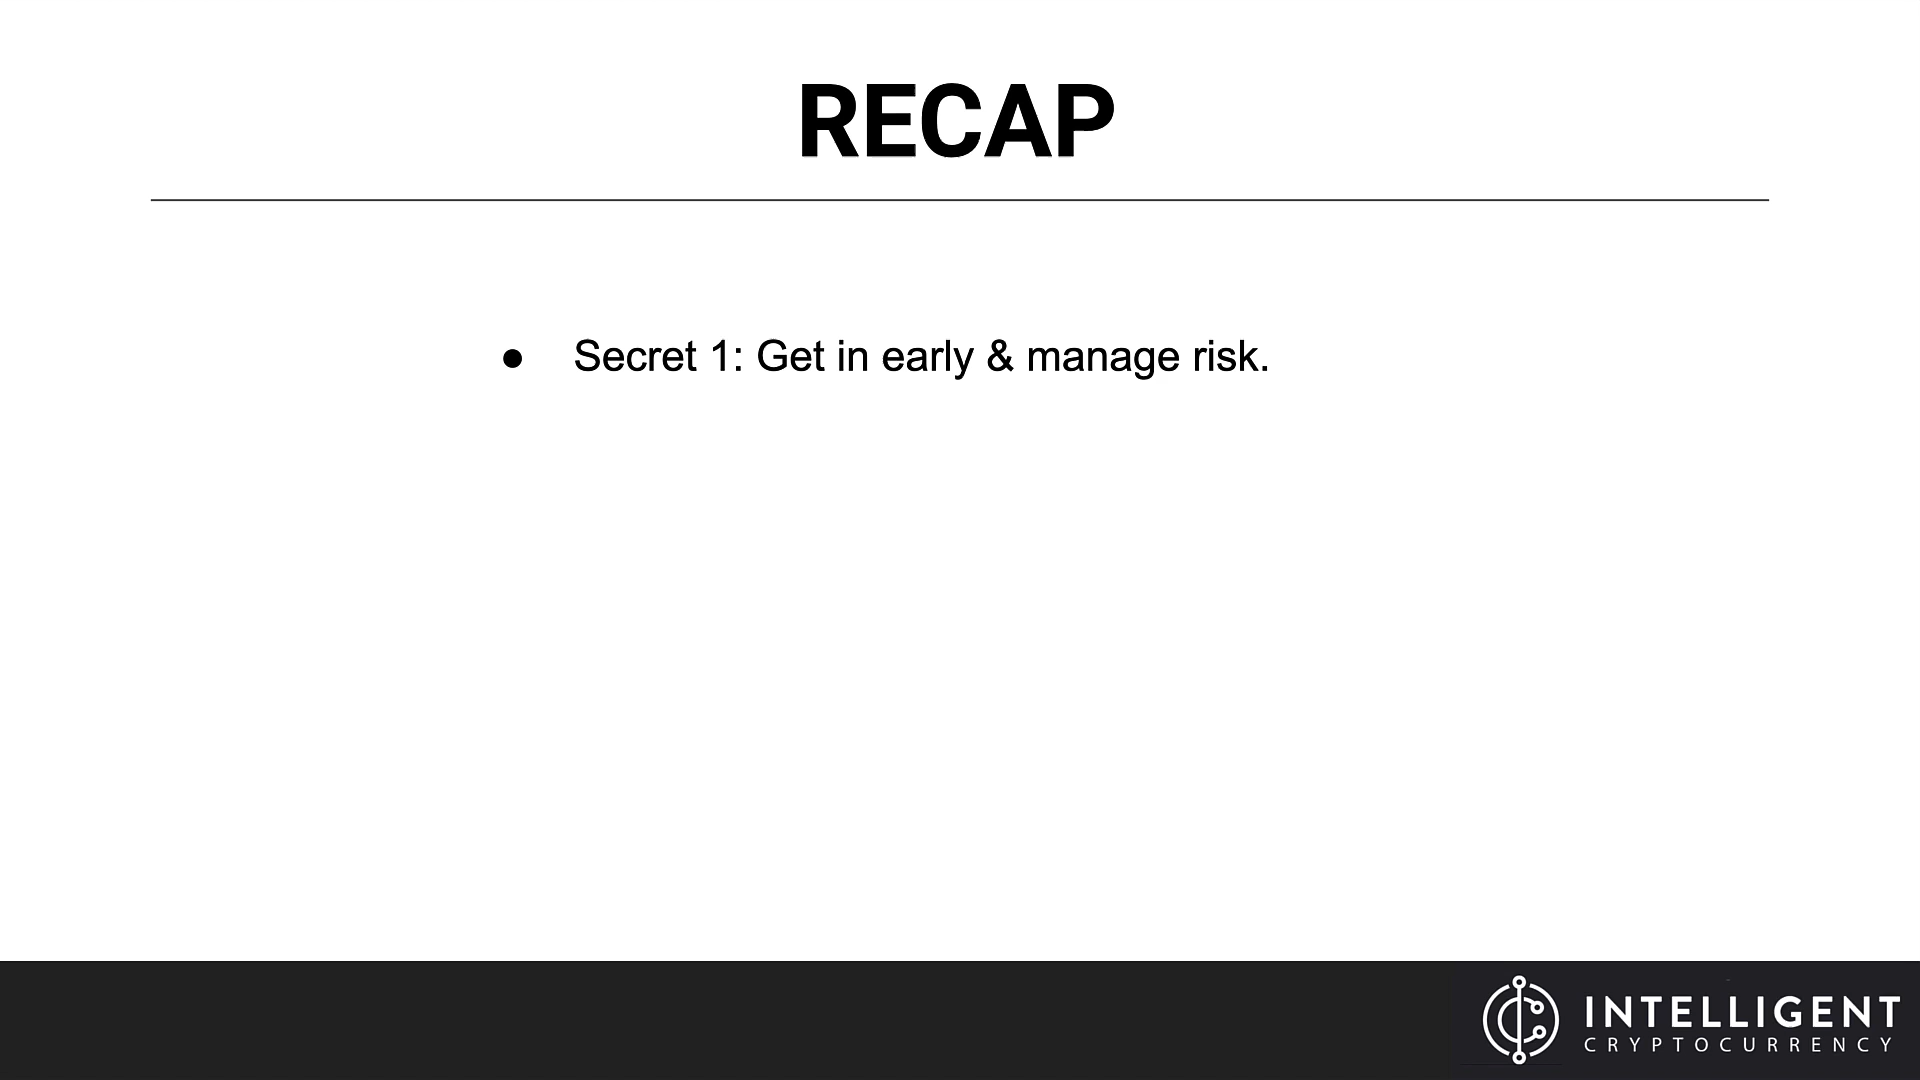 RECAP
● Secret 1: Get in early & manage risk.
INTELLIGENT
CRYPTOCURRENCY